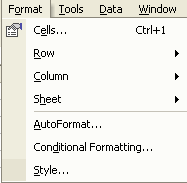 Format Tools Data Window
Cells... Ctrl+1
Row
Column
Sheet
AutoFormat...
Conditional Formatting...
Style...